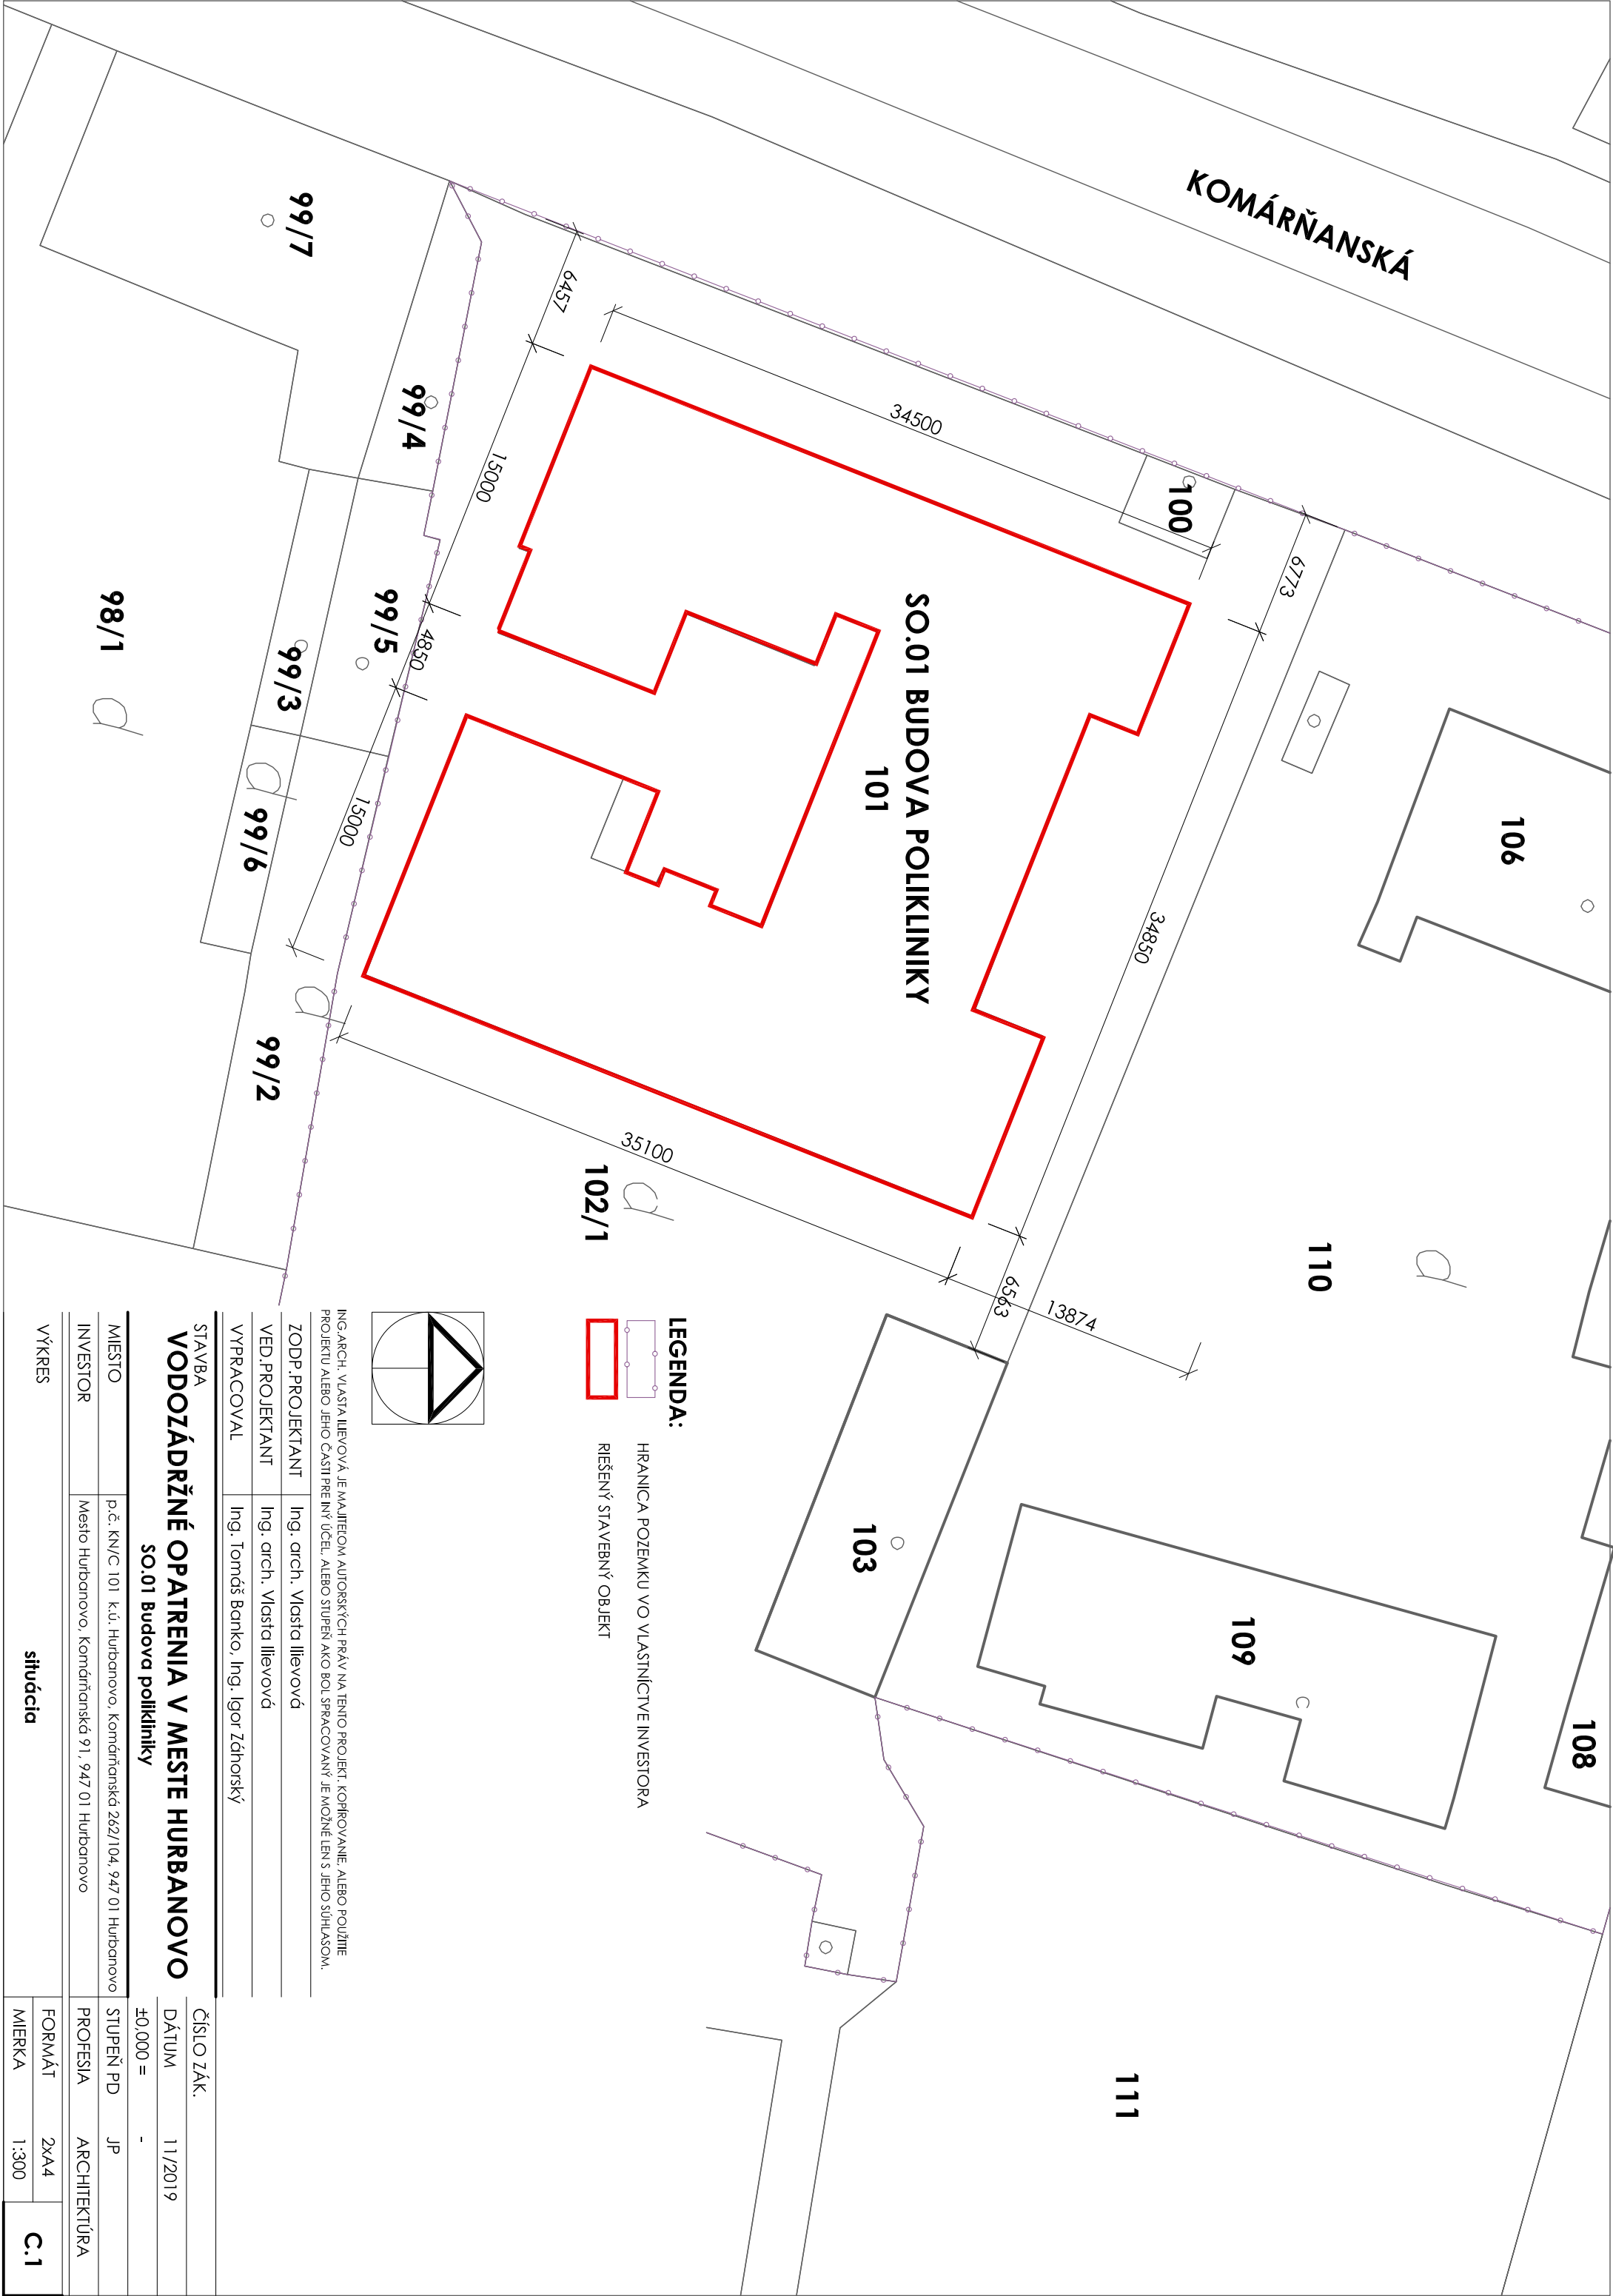 KOMÁRŇANSKÁ
99/7
99/4
99/5
99/3
99/6
99/2
98/1
100
SO.01 BUDOVA POLIKLINIKY
101
102/1
103
106
108
109
110
111
6457
15000
4850
15000
34500
6773
34850
6563
35100
13874
LEGENDA:
HRANICA POZEMKU VO VLASTNÍCTVE INVESTORA
RIEŠENÝ STAVEBNÝ OBJEKT
ING.ARCH. VLASTA ILIEVOVÁ JE MAJITEĽOM AUTORSKÝCH PRÁV NA TENTO PROJEKT. KOPÍROVANIE, ALEBO POUŽITIE
PROJEKTU ALEBO JEHO ČASTI PRE INÝ ÚČEL, ALEBO STUPEŇ AKO BOL SPRACOVANÝ JE MOŽNÉ LEN S JEHO SÚHLASOM.
ZODP.PROJEKTANT Ing. arch. Vlasta Ilievová
VED.PROJEKTANT Ing. arch. Vlasta Ilievová
VYPRACOVAL Ing. Tomáš Banko, Ing. Igor Záhorský
STAVBA
VODOZÁDRŽNÉ OPATRENIA V MESTE HURBANOVO
SO.01 Budova polikliniky
MIESTO p.č. KN/C 101 k.ú. Hurbanovo, Komárňanská 262/104, 947 01 Hurbanovo
INVESTOR Mesto Hurbanovo, Komárňanská 91, 947 01 Hurbanovo
VÝKRES
situácia
ČÍSLO ZÁK.
DÁTUM 11/2019
±0,000 = -
STUPEŇ PD JP
PROFESIA ARCHITEKTÚRA
FORMÁT 2xA4
MIERKA 1:300
C.1